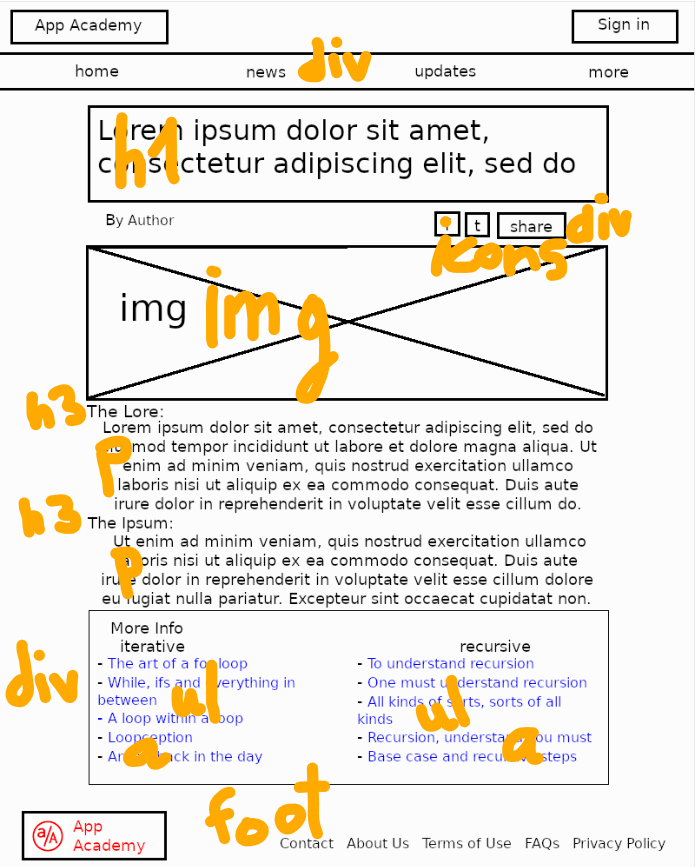 App Academy
Sign in
home news div updates more
h1
Lorem ipsum dolor sit amet,
consectetur adipiscing elit, sed do
By Author
t share div
ikons
img img
h3
The Lore:
Lorem ipsum dolor sit amet, consectetur adipiscing elit, sed do
eiusmod tempor incididunt ut labore et dolore magna aliqua. Ut
p
enim ad minim veniam, quis nostrud exercitation ullamco
laboris nisi ut aliquip ex ea commodo consequat. Duis aute
irure dolor in reprehenderit in voluptate velit esse cillum do.
h3
The Ipsum:
Ut enim ad minim veniam, quis nostrud exercitation ullamco
p
laboris nisi ut aliquip ex ea commodo consequat. Duis aute
irure dolor in reprehenderit in voluptate velit esse cillum dolore
eu fugiat nulla pariatur. Excepteur sint occaecat cupidatat non.
div
More Info
iterative
- The art of a for loop
- While, ifs and everything in
between
ul
- A loop within a loop
- Loopception
a
- back in the day
recursive
- To understand recursion
- One must understand recursion
- All kinds of sorts, sorts of all
kinds
ul
- Recursion, understand you must
a
- Base case and recursive steps
foot
a/A App
Academy
Contact About Us Terms of Use FAQs Privacy Policy